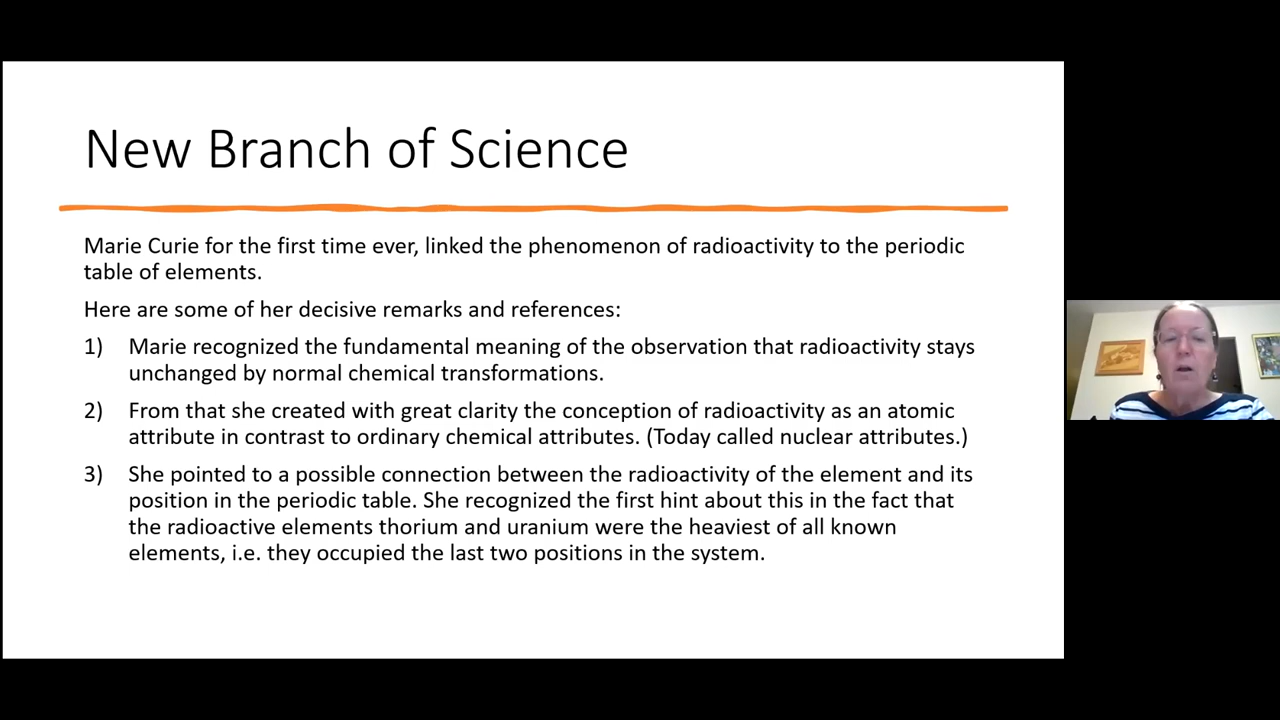 New Branch of Science
Marie Curie for the first time ever, linked the phenomenon of radioactivity to the periodic
table of elements.
Here are some of her decisive remarks and references:
1) Marie recognized the fundamental meaning of the observation that radioactivity stays
unchanged by normal chemical transformations.
2) From that she created with great clarity the conception of radioactivity as an atomic
attribute in contrast to ordinary chemical attributes. (Today called nuclear attributes.)
3) She pointed to a possible connection between the radioactivity of the element and its
position in the periodic table. She recognized the first hint about this in the fact that
the radioactive elements thorium and uranium were the heaviest of all known
elements, i.e. they occupied the last two positions in the system.